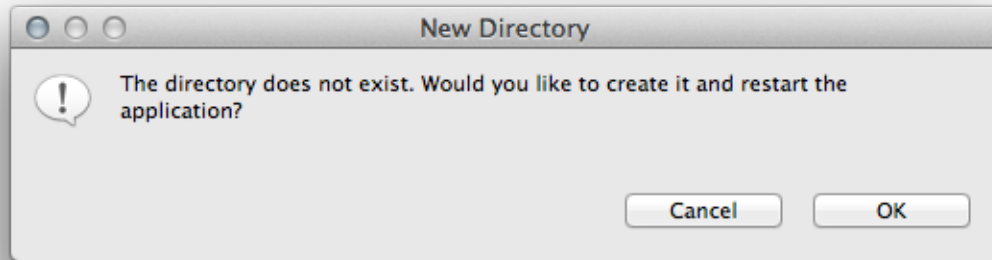 New Directory
The directory does not exist. Would you like to create it and restart the
application?
Cancel
OK